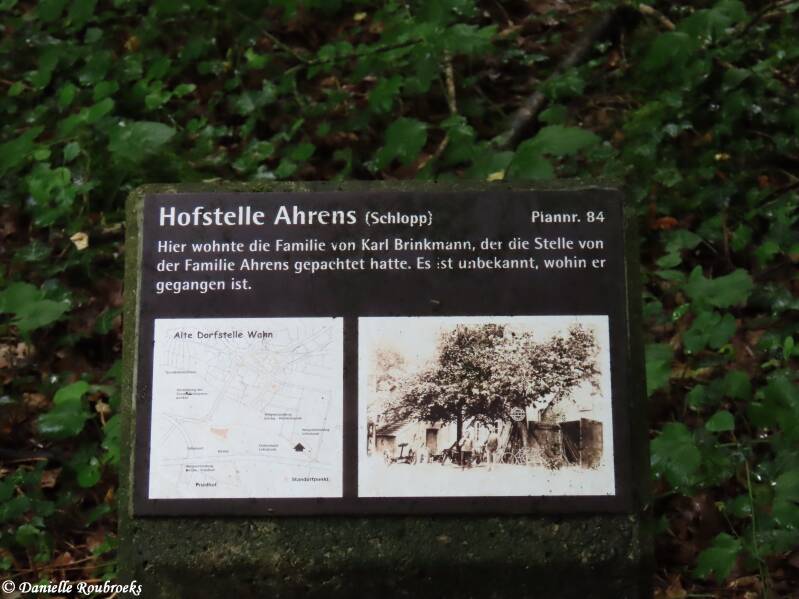 Hofstelle Ahrens (Schlopp)
Plannr. 84
Hier wohnte die Familie von Karl Brinkmann, der die Stelle von
der Familie Ahrens gepachtet hatte. Es ist unbekannt, wohin er
gegangen ist.
Alte Dorfstelle Wahn
Friedhof
Standortpunkt
© Danielle Roubroeks